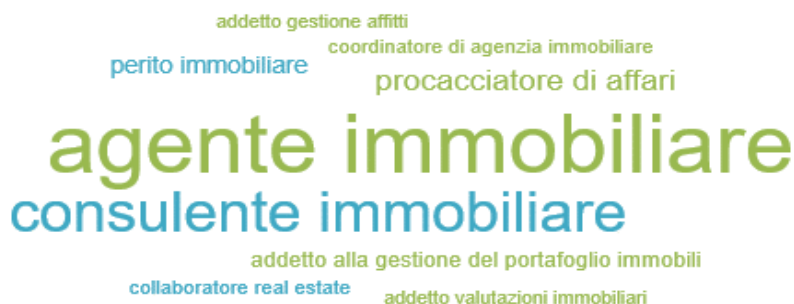 addetto gestione affitti
coordinatore di agenzia immobiliare
perito immobiliare
procacciatore di affari
agente immobiliare
consulente immobiliare
addetto alla gestione del portafoglio immobili
collaboratore real estate
addetto valutazioni immobiliari